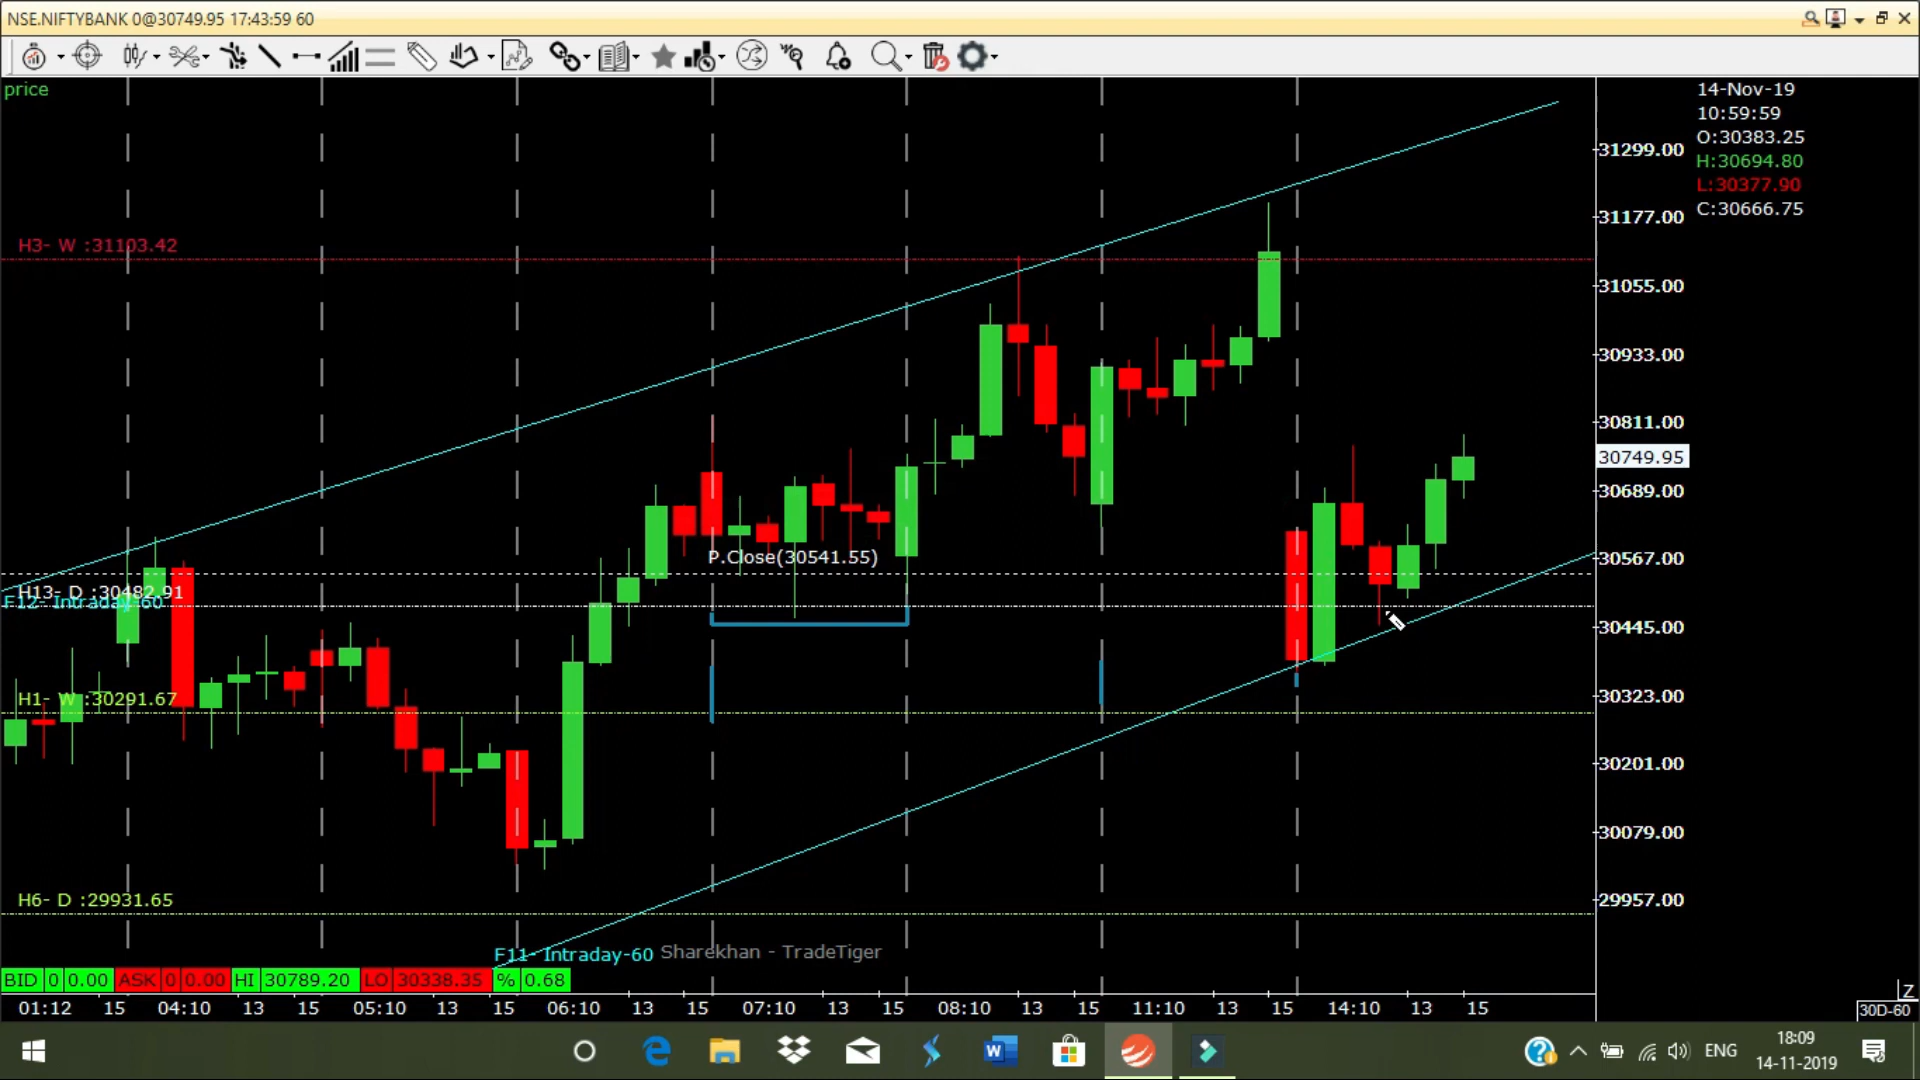 NSE.NIFTYBANK 0@30749.95 17:43:59 60
price
14-Nov-19
10:59:59
O:30383.25
H:30694.80
L:30377.90
C:30666.75
31299.00
31177.00
31055.00
30933.00
30811.00
30749.95
30689.00
30567.00
30445.00
30323.00
30201.00
30079.00
29957.00
H3- W :31103.42
P.Close(30541.55)
H13- D :30482.91
F12- Intraday-60
H1- W :30291.67
H6- D :29931.65
F11- Intraday-60 Sharekhan - TradeTiger
BID 0 0.00 ASK 0 0.00 HI 30789.20 LO 30338.35 % 0.68
01:12 15 04:10 13 15 05:10 13 15 06:10 13 15 07:10 13 15 08:10 13 15 11:10 13 15 14:10 13 15
Z
30D-60
ENG
18:09
14-11-2019